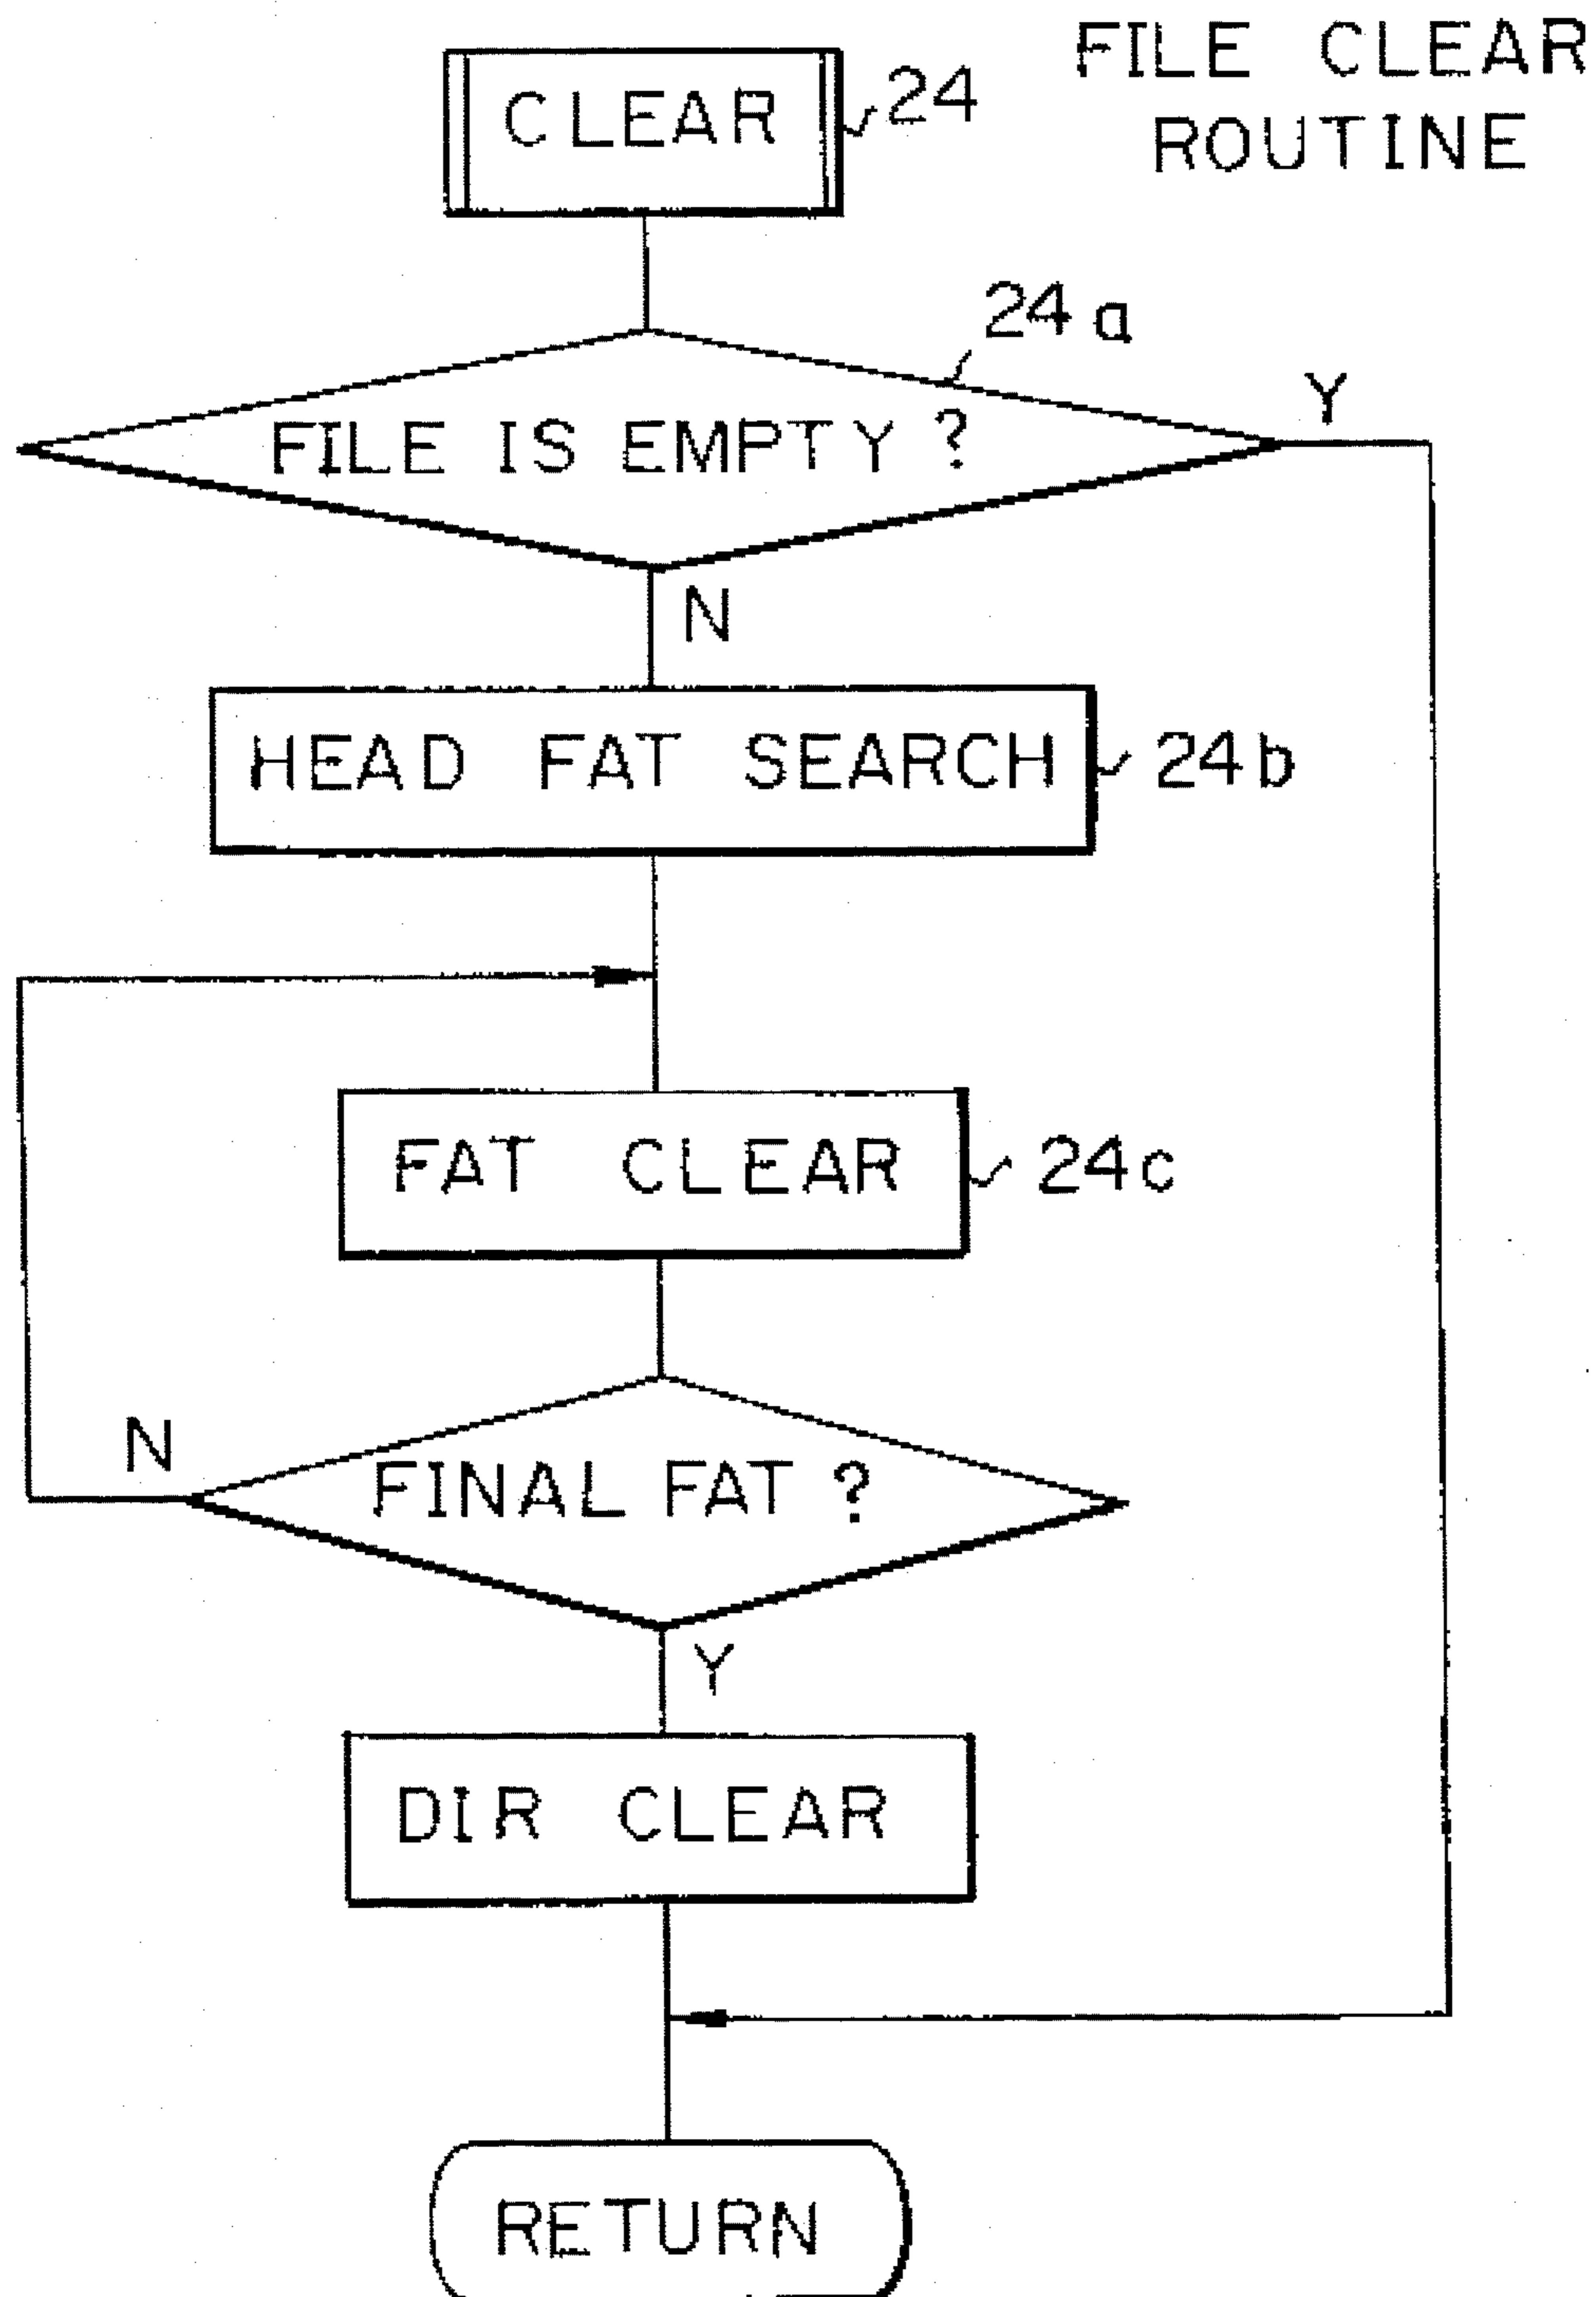 FILE CLEAR
ROUTINE
CLEAR
24
24a
FILE IS EMPTY ?
Y
N
HEAD FAT SEARCH
24b
FAT CLEAR
24c
N
FINAL FAT ?
Y
DIR CLEAR
RETURN